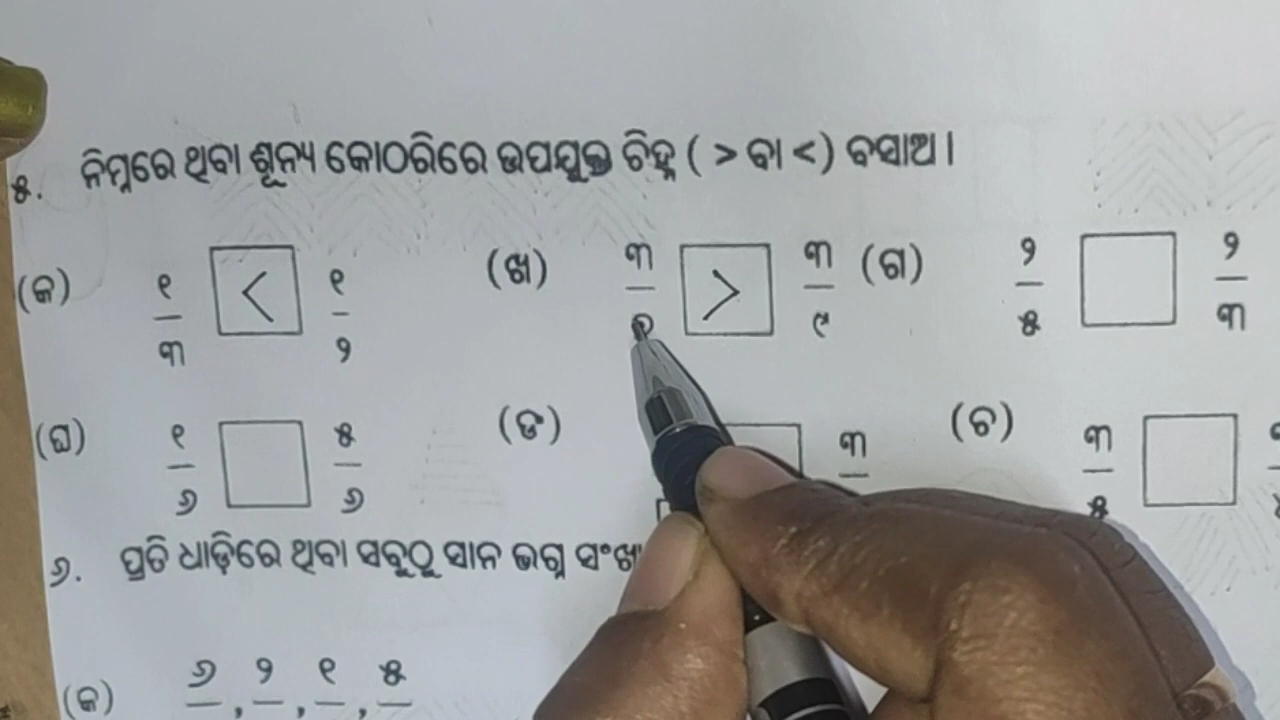 ୫. ନିମ୍ନରେ ଥିବା ଶୂନ୍ୟ କୋଠରିରେ ଉପଯୁକ୍ତ ଚିହ୍ନ ( > ବା <) ବସାଅ।
(କ) ୧/୩ < ୧/୨ (ଖ) ୩/ > ୩/୯ (ଗ) ୨/୫ ୨/୩
(ଘ) ୧/୬ ୫/୬ (ଙ) ୩ (ଚ) ୩/୫
୬. ପ୍ରତି ଧାଡ଼ିରେ ଥିବା ସବୁଠୁ ସାନ ଭଗ୍ନ
(କ) ୬ , ୨ , ୧ , ୫